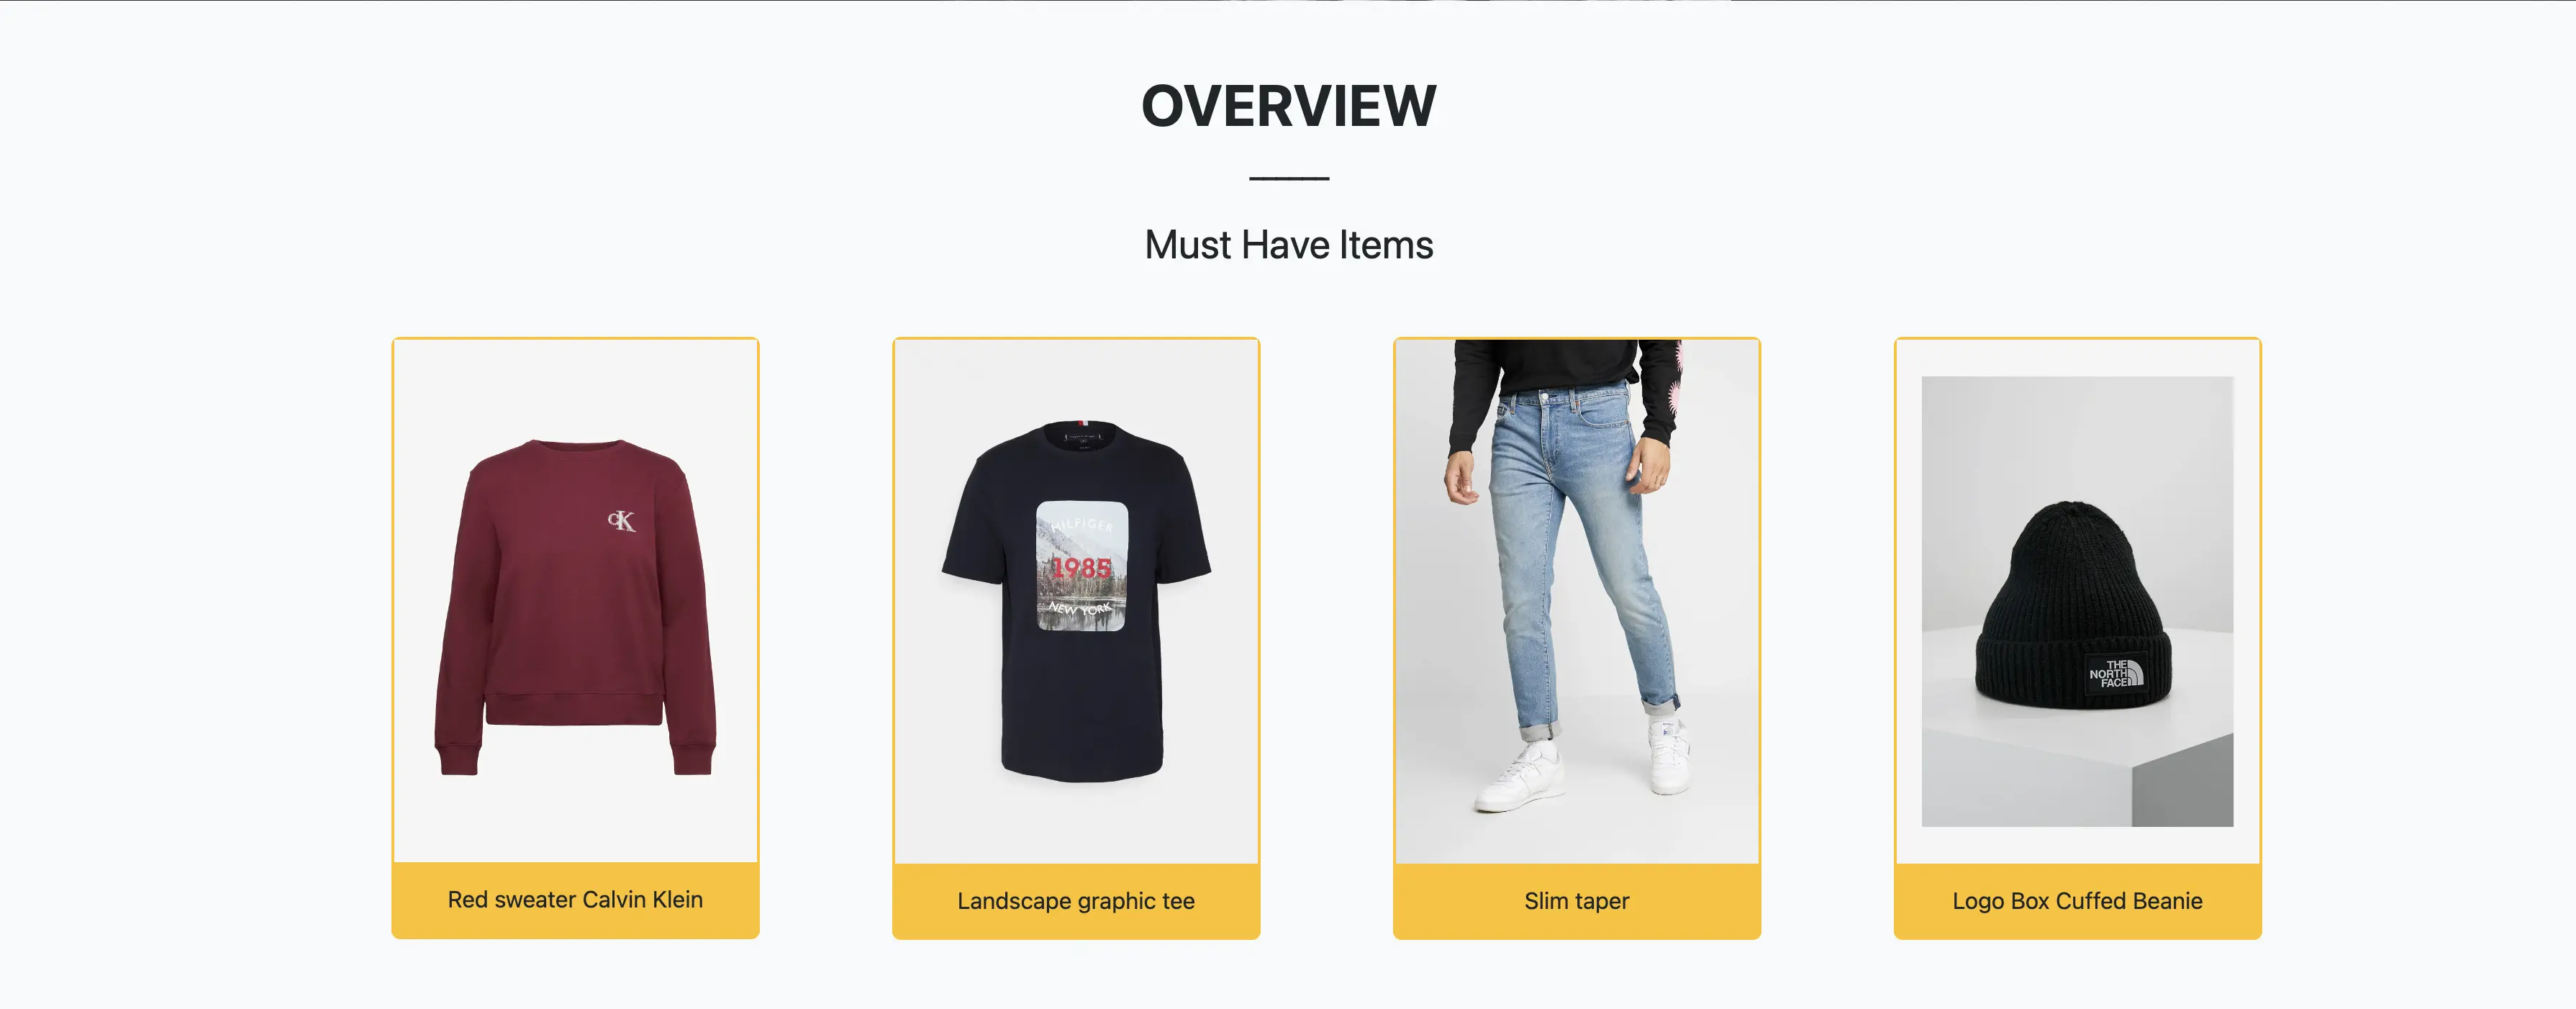 OVERVIEW
Must Have Items
CK
HILFIGER
1985
NEW YORK
THE
NORTH
FACE
Red sweater Calvin Klein
Landscape graphic tee
Slim taper
Logo Box Cuffed Beanie